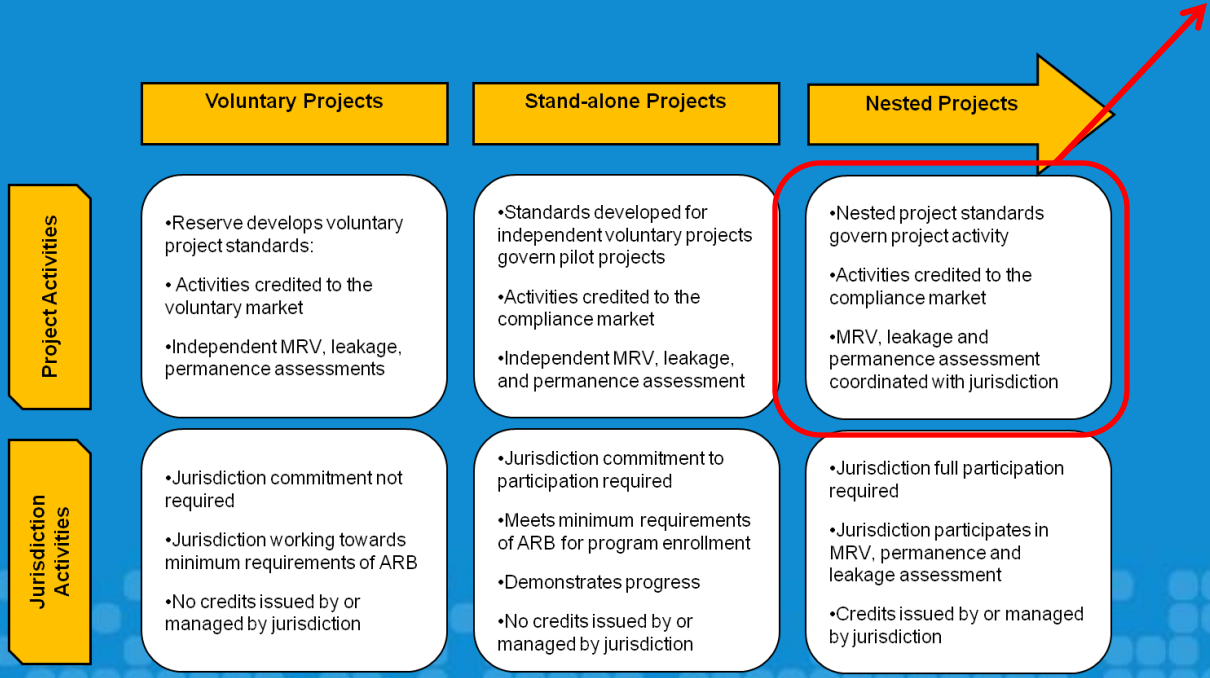 Voluntary Projects
Stand-alone Projects
Nested Projects
Project Activities
•Reserve develops voluntary
project standards:
• Activities credited to the
voluntary market
•Independent MRV, leakage,
permanence assessments
•Standards developed for
independent voluntary projects
govern pilot projects
•Activities credited to the
compliance market
•Independent MRV, leakage,
and permanence assessment
•Nested project standards
govern project activity
•Activities credited to the
compliance market
•MRV, leakage and
permanence assessment
coordinated with jurisdiction
Jurisdiction
Activities
•Jurisdiction commitment not
required
•Jurisdiction working towards
minimum requirements of ARB
•No credits issued by or
managed by jurisdiction
•Jurisdiction commitment to
participation required
•Meets minimum requirements
of ARB for program enrollment
•Demonstrates progress
•No credits issued by or
managed by jurisdiction
•Jurisdiction full participation
required
•Jurisdiction participates in
MRV, permanence and
leakage assessment
•Credits issued by or managed
by jurisdiction